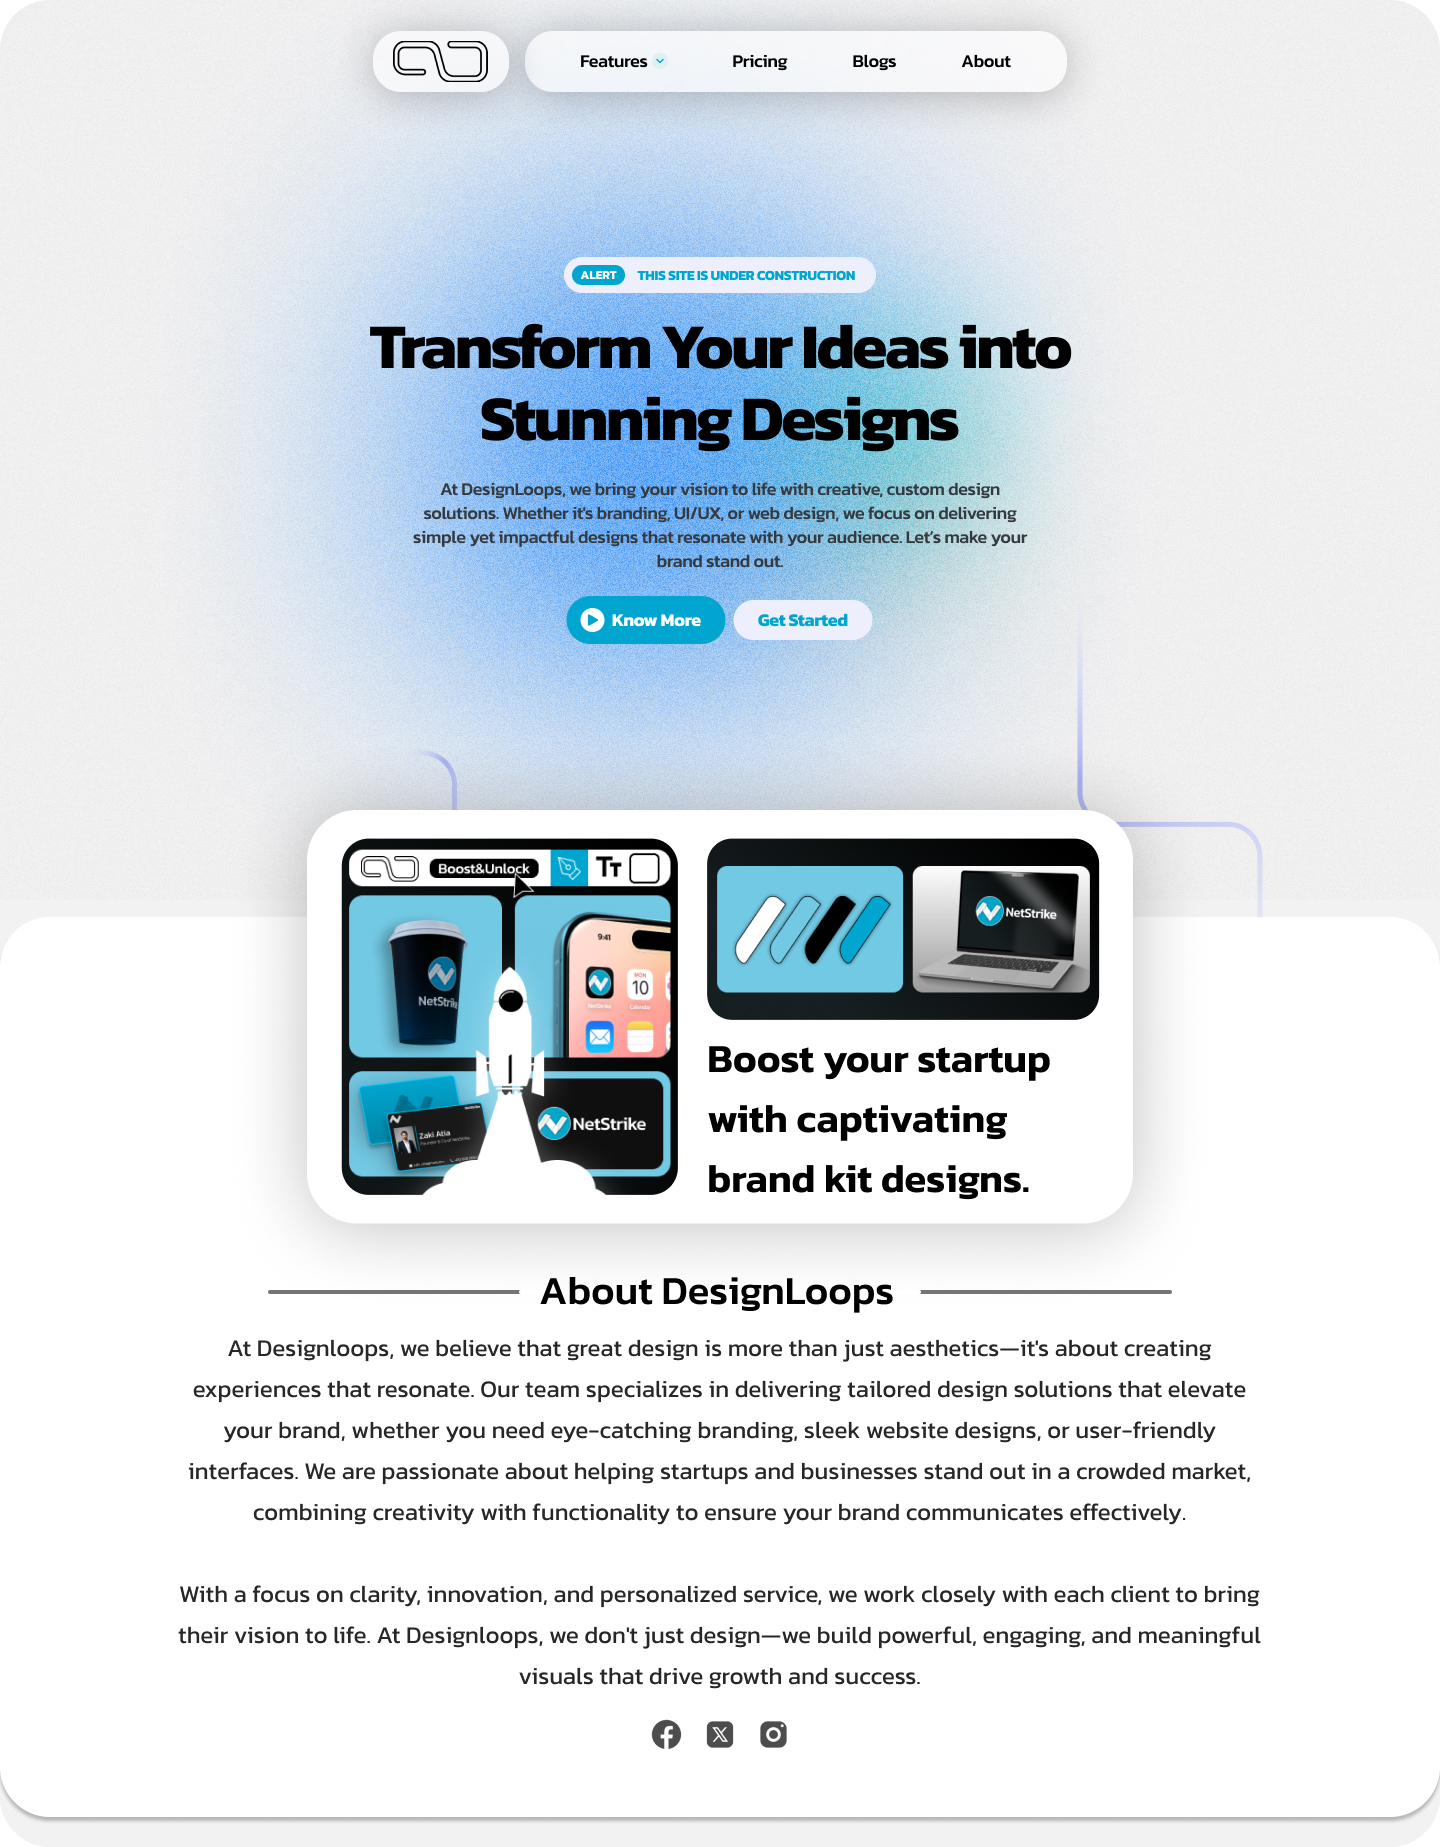 Features
Pricing
Blogs
About
ALERT
THIS SITE IS UNDER CONSTRUCTION
Transform Your Ideas into
Stunning Designs
At DesignLoops, we bring your vision to life with creative, custom design
solutions. Whether it's branding, UI/UX, or web design, we focus on delivering
simple yet impactful designs that resonate with your audience. Let's make your
brand stand out.
Know More
Get Started
Boost&Unlock
TT
NetStrike
9:41
MON
10
NetStrike
Calendar
Zaki Atia
NetStrike
NetStrike
Boost your startup
with captivating
brand kit designs.
About DesignLoops
At Designloops, we believe that great design is more than just aesthetics—it's about creating
experiences that resonate. Our team specializes in delivering tailored design solutions that elevate
your brand, whether you need eye-catching branding, sleek website designs, or user-friendly
interfaces. We are passionate about helping startups and businesses stand out in a crowded market,
combining creativity with functionality to ensure your brand communicates effectively.
With a focus on clarity, innovation, and personalized service, we work closely with each client to bring
their vision to life. At Designloops, we don't just design—we build powerful, engaging, and meaningful
visuals that drive growth and success.